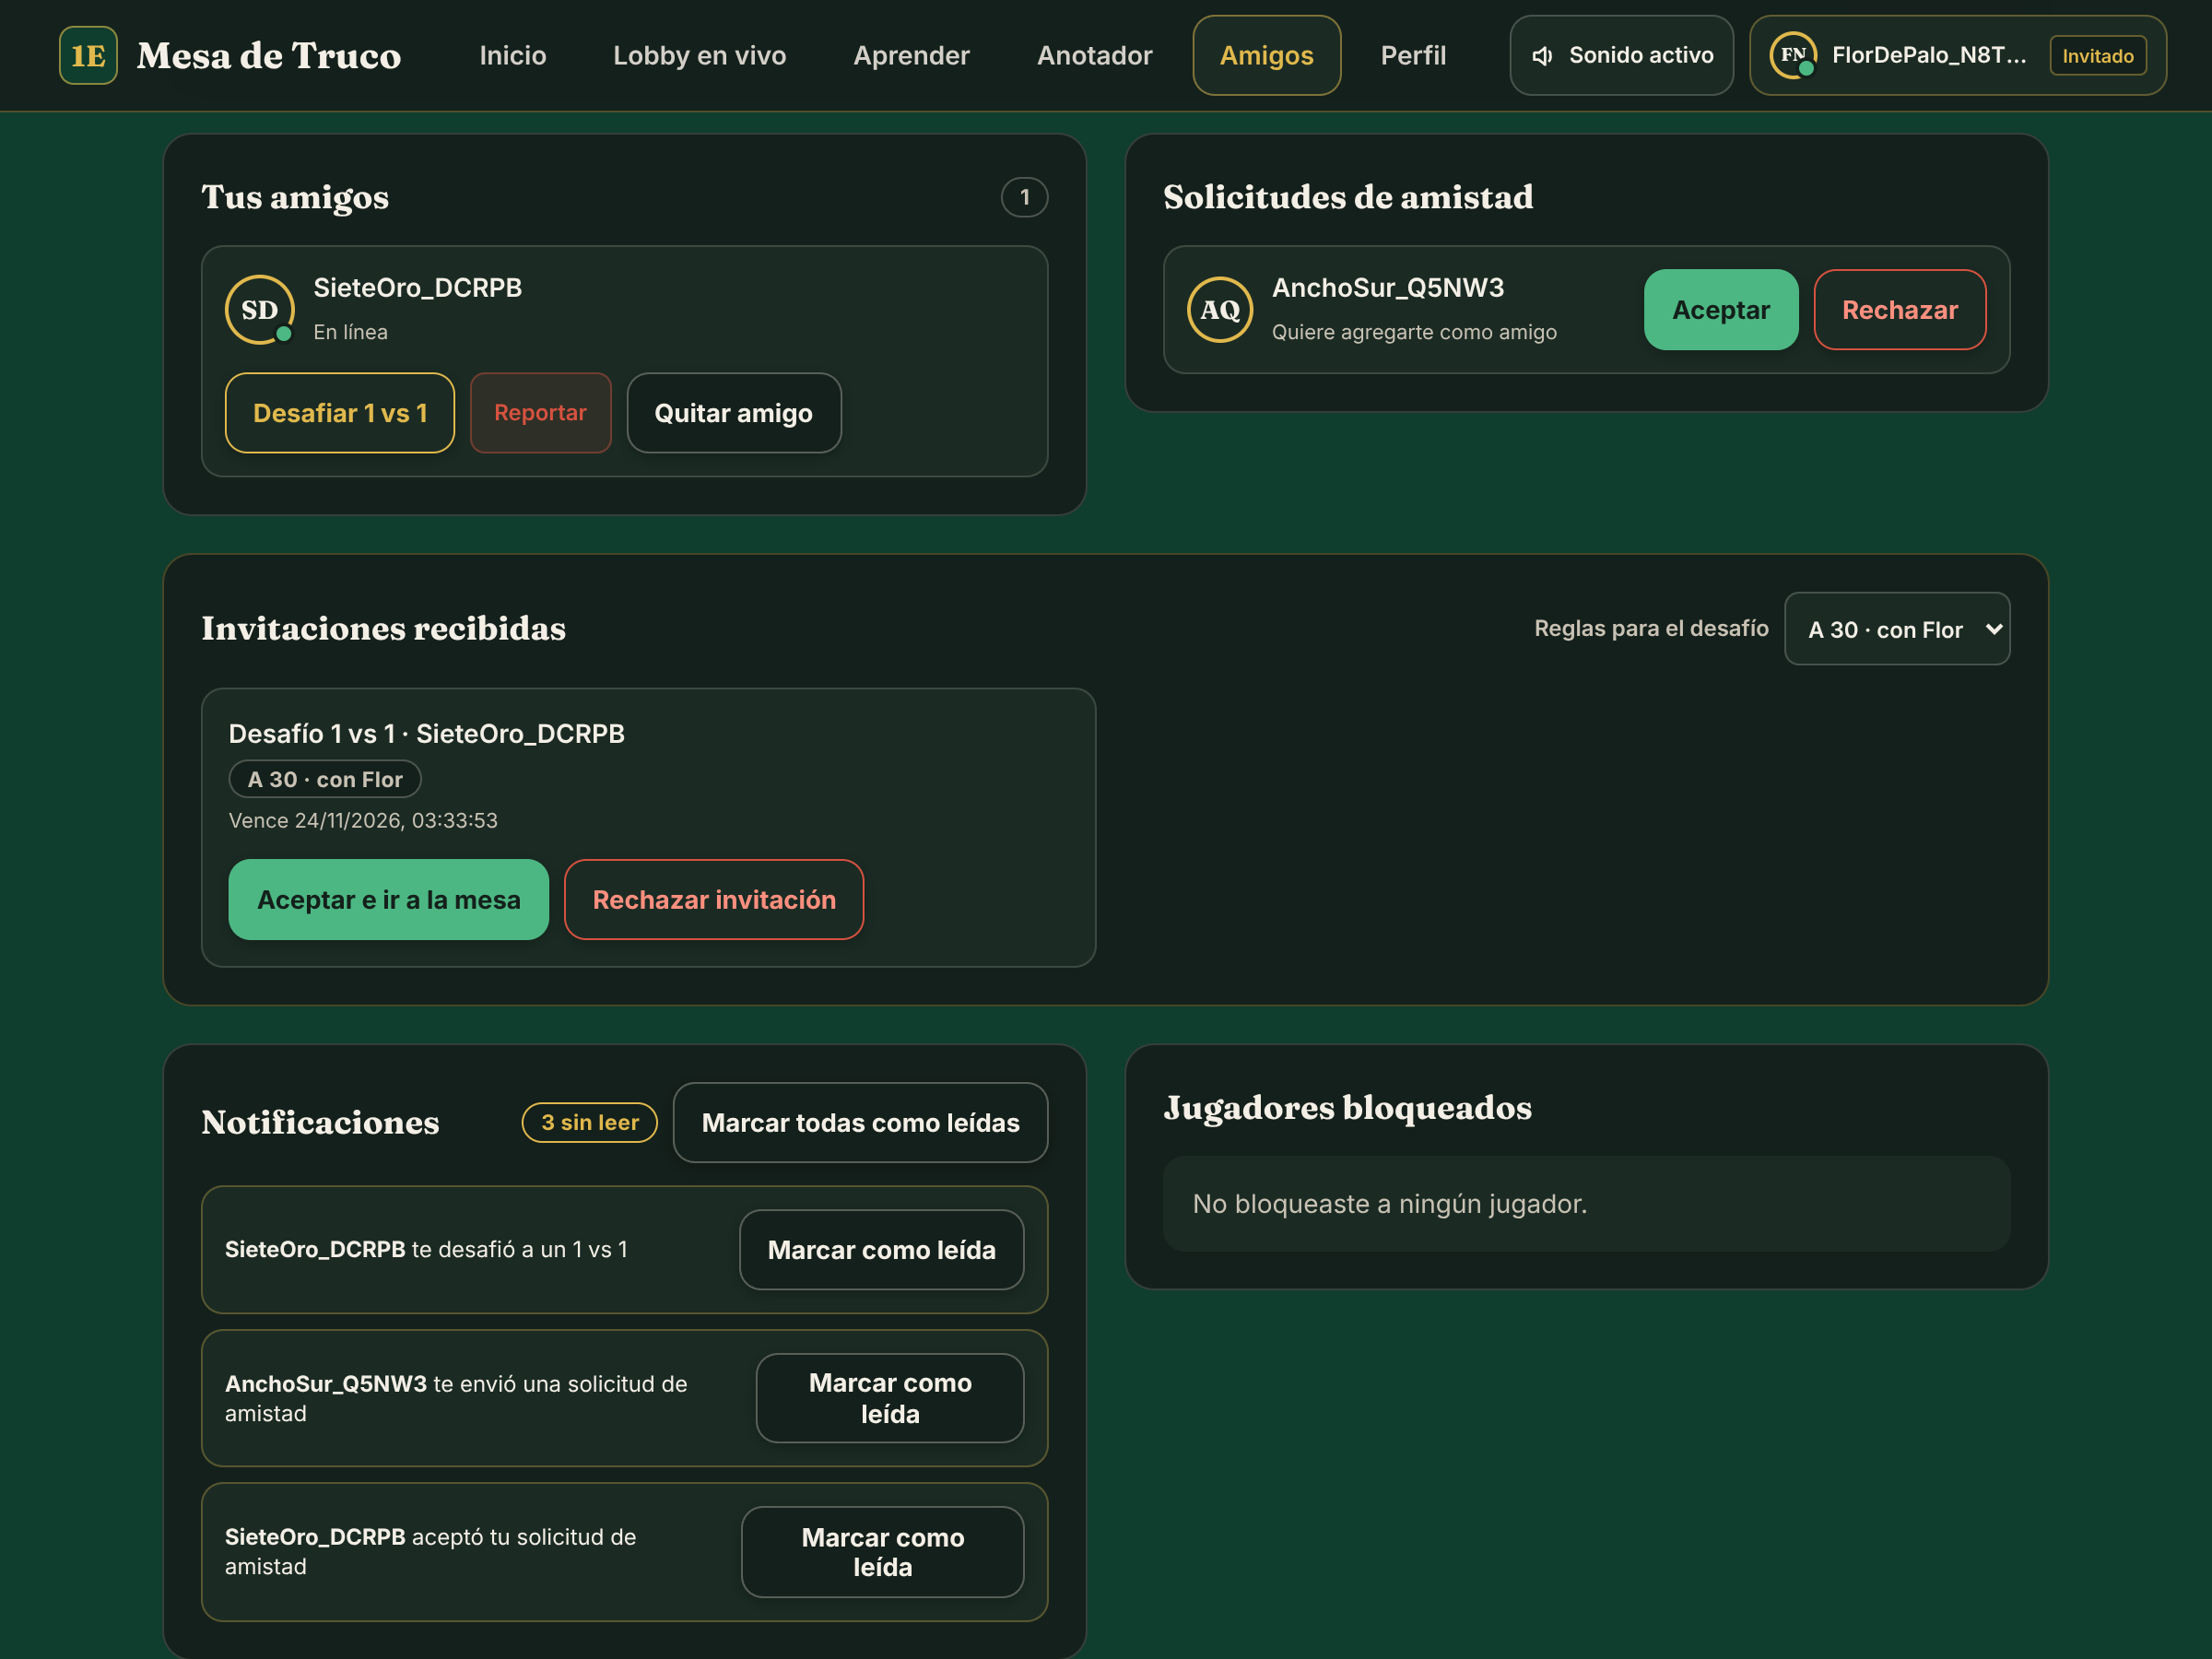 1E Mesa de Truco Inicio Lobby en vivo Aprender Anotador Amigos Perfil Sonido activo FN FlorDePalo_N8T... Invitado
Tus amigos 1
SD SieteOro_DCRPB
En línea
Desafiar 1 vs 1 Reportar Quitar amigo
Solicitudes de amistad
AQ AnchoSur_Q5NW3
Quiere agregarte como amigo
Aceptar Rechazar
Invitaciones recibidas
Reglas para el desafío A 30 · con Flor
Desafío 1 vs 1 · SieteOro_DCRPB
A 30 · con Flor
Vence 24/11/2026, 03:33:53
Aceptar e ir a la mesa Rechazar invitación
Notificaciones 3 sin leer Marcar todas como leídas
SieteOro_DCRPB te desafió a un 1 vs 1
Marcar como leída
AnchoSur_Q5NW3 te envió una solicitud de
amistad
Marcar como
leída
SieteOro_DCRPB aceptó tu solicitud de
amistad
Marcar como
leída
Jugadores bloqueados
No bloqueaste a ningún jugador.